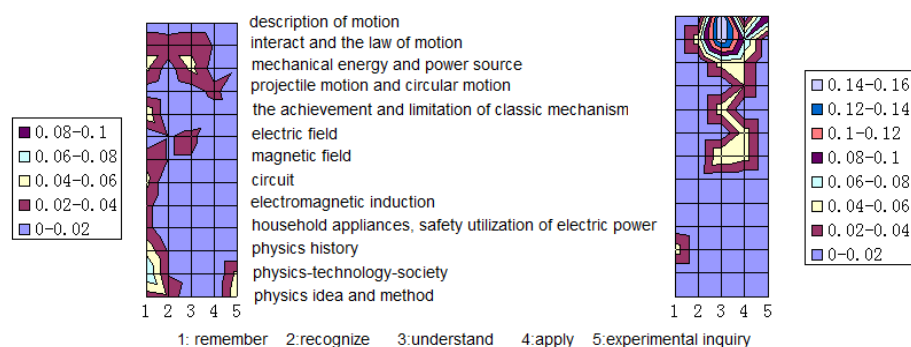 description of motion
interact and the law of motion
mechanical energy and power source
projectile motion and circular motion
the achievement and limitation of classic mechanism
electric field
magnetic field
circuit
electromagnetic induction
household appliances, safety utilization of electric power
physics history
physics-technology-society
physics idea and method
0.08-0.1
0.06-0.08
0.04-0.06
0.02-0.04
0-0.02
0.14-0.16
0.12-0.14
0.1-0.12
0.08-0.1
0.06-0.08
0.04-0.06
0.02-0.04
0-0.02
1 2 3 4 5
1 2 3 4 5
1: remember 2:recognize 3:understand 4:apply 5:experimental inquiry